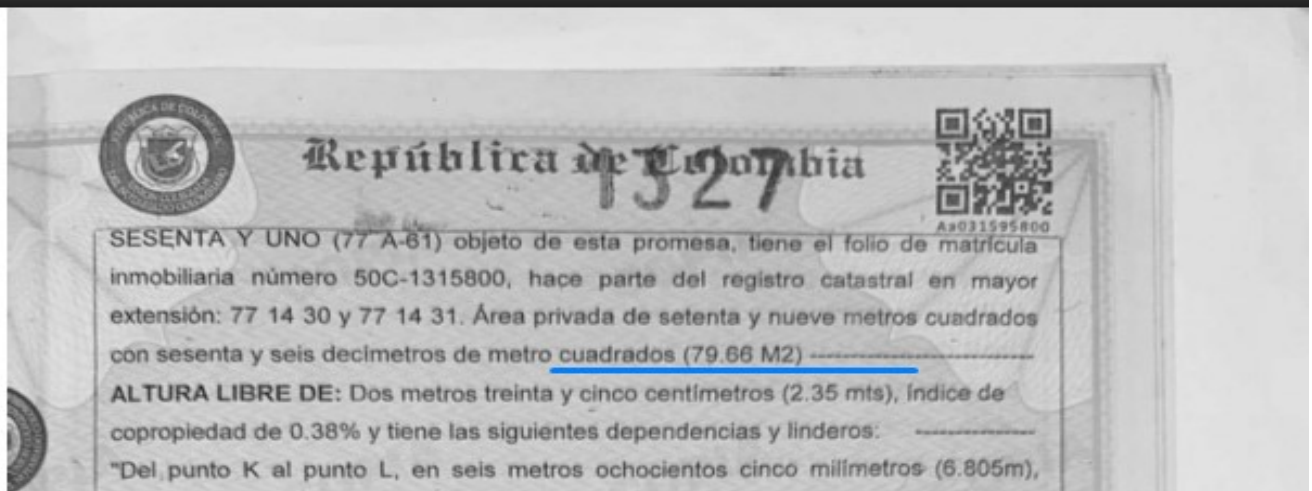 República de Colombia
1327
Aa031595800
SESENTA Y UNO (77 A-61) objeto de esta promesa, tiene el folio de matrícula
inmobiliaria número 50C-1315800, hace parte del registro catastral en mayor
extensión: 77 14 30 y 77 14 31. Área privada de setenta y nueve metros cuadrados
con sesenta y seis decímetros de metro cuadrados (79.66 M2) --------------------
ALTURA LIBRE DE: Dos metros treinta y cinco centímetros (2.35 mts), índice de
copropiedad de 0.38% y tiene las siguientes dependencias y linderos: ------------
"Del punto K al punto L, en seis metros ochocientos cinco milímetros (6.805m),